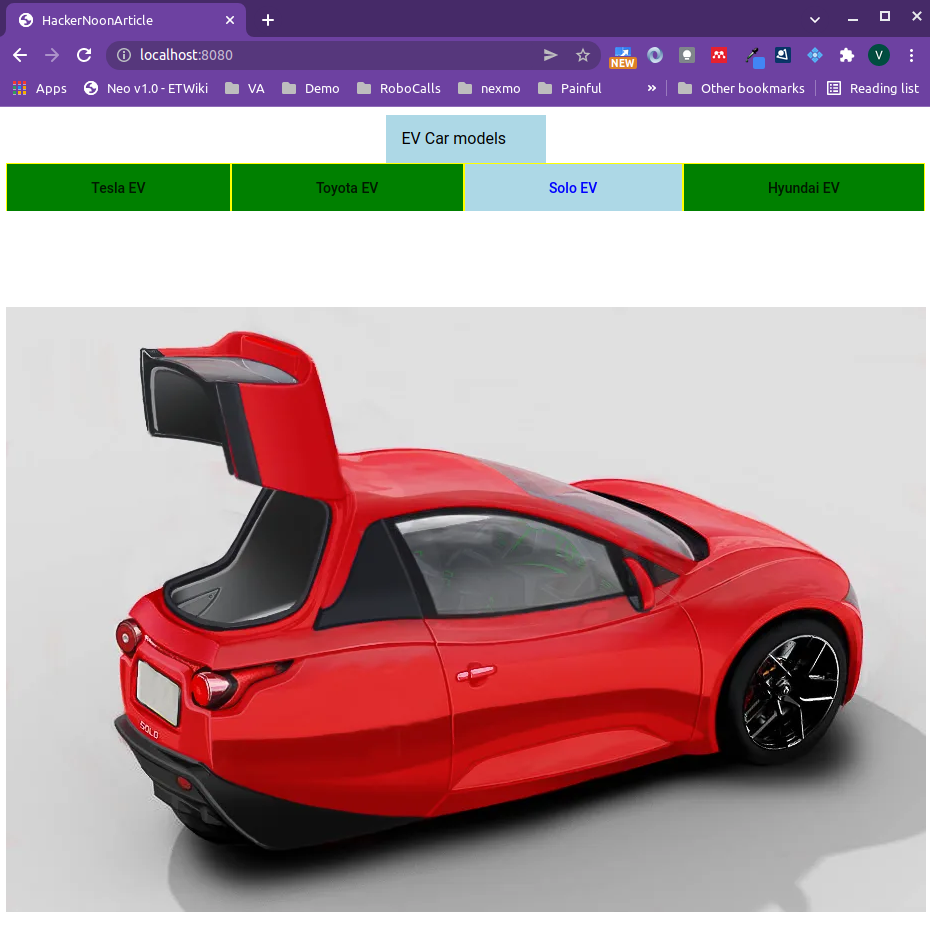 HackerNoonArticle
localhost:8080
NEW
V
Apps Neo v1.0 - ETWiki VA Demo RoboCalls nexmo Painful » Other bookmarks Reading list
EV Car models
Tesla EV Toyota EV Solo EV Hyundai EV
SOLO